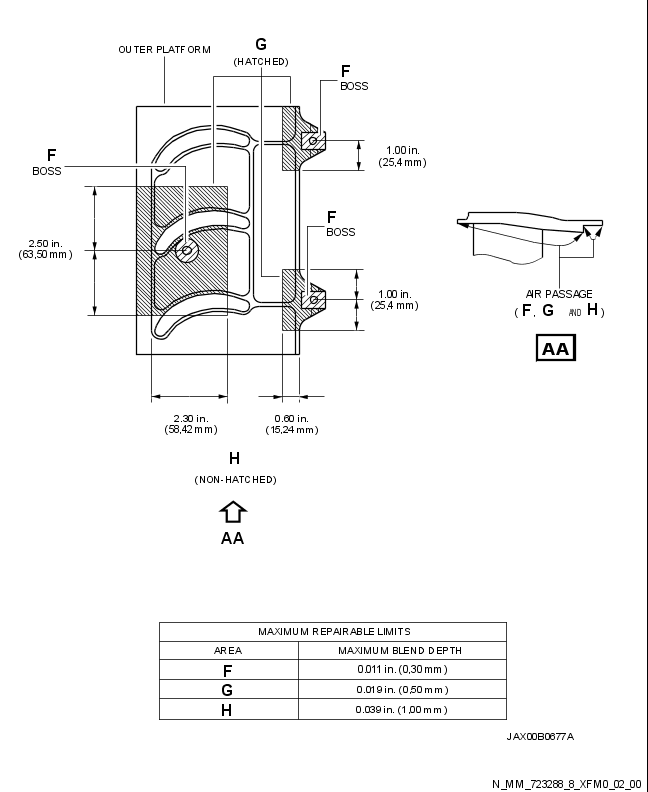 OUTER PLATFORM
G
(HATCHED)
F
BOSS
F
BOSS
1.00 in.
(25,4 mm)
2.50 in.
(63,50 mm)
F
BOSS
1.00 in.
(25,4 mm)
AIR PASSAGE
( F, G AND H )
AA
2.30 in.
(58,42 mm)
0.60 in.
(15,24 mm)
H
(NON-HATCHED)
AA
MAXIMUM REPAIRABLE LIMITS
AREA MAXIMUM BLEND DEPTH
F 0.011 in. (0,30 mm)
G 0.019 in. (0,50 mm)
H 0.039 in. (1,00 mm)
JAX00B0677A
N_MM_723288_8_XFM0_02_00